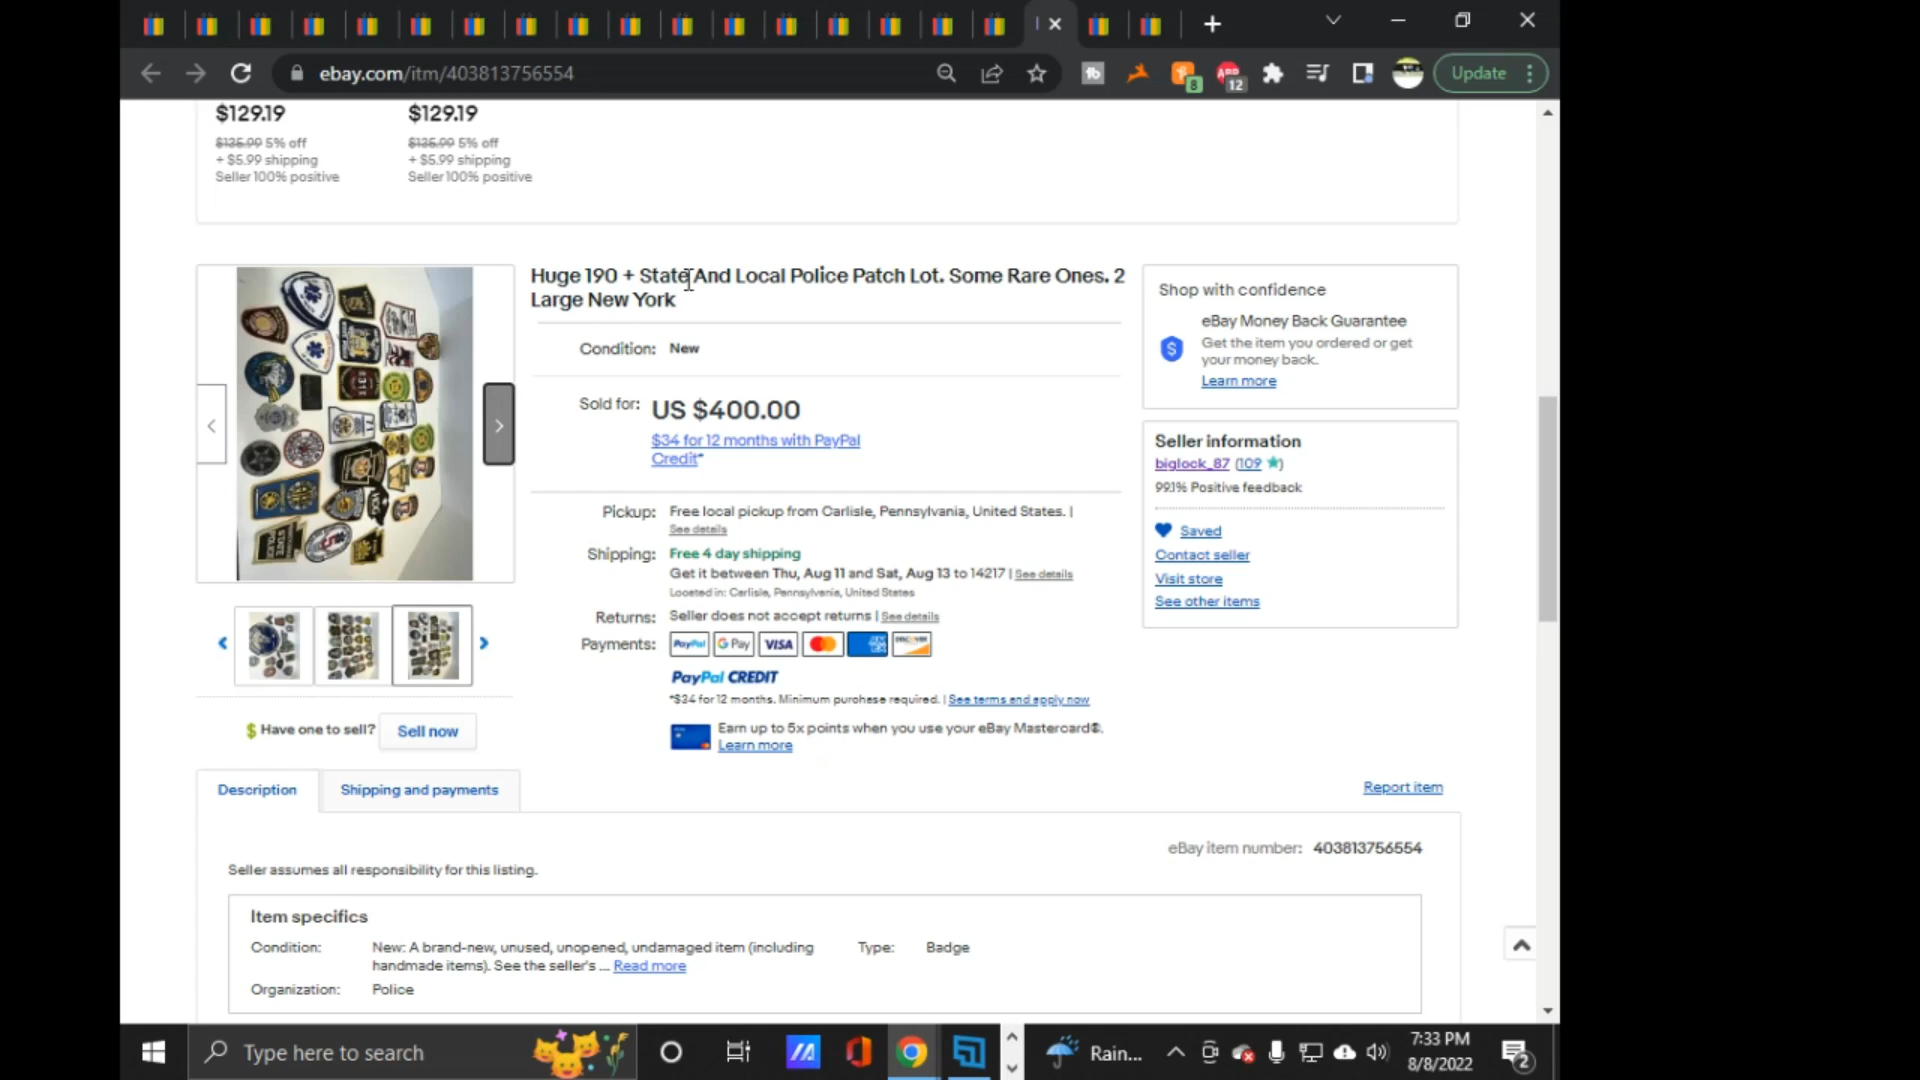 ebay.com/itm/403813756554
8
ABP
12
Update
$129.19
$135.99 5% off
+ $5.99 shipping
Seller 100% positive
$129.19
$135.99 5% off
+ $5.99 shipping
Seller 100% positive
Huge 190 + State And Local Police Patch Lot. Some Rare Ones. 2
Large New York
Condition: New
Sold for: US $400.00
$34 for 12 months with PayPal
Credit*
Pickup: Free local pickup from Carlisle, Pennsylvania, United States. |
See details
Shipping: Free 4 day shipping
Get it between Thu, Aug 11 and Sat, Aug 13 to 14217 | See details
Located in: Carlisle, Pennsylvania, United States
Returns: Seller does not accept returns | See details
Payments: PayPal G Pay VISA DISCOVER
PayPal CREDIT
*$34 for 12 months. Minimum purchase required. | See terms and apply now
Earn up to 5x points when you use your eBay Mastercard®.
Learn more
Shop with confidence
eBay Money Back Guarantee
Get the item you ordered or get
your money back.
Learn more
Seller information
biglock_87 (109)
99.1% Positive feedback
Saved
Contact seller
Visit store
See other items
$ Have one to sell? Sell now
Description
Shipping and payments
Report item
eBay item number: 403813756554
Seller assumes all responsibility for this listing.
Item specifics
Condition: New: A brand-new, unused, unopened, undamaged item (including
handmade items). See the seller's ... Read more
Type: Badge
Organization: Police
Type here to search
Rain...
7:33 PM
8/8/2022
2